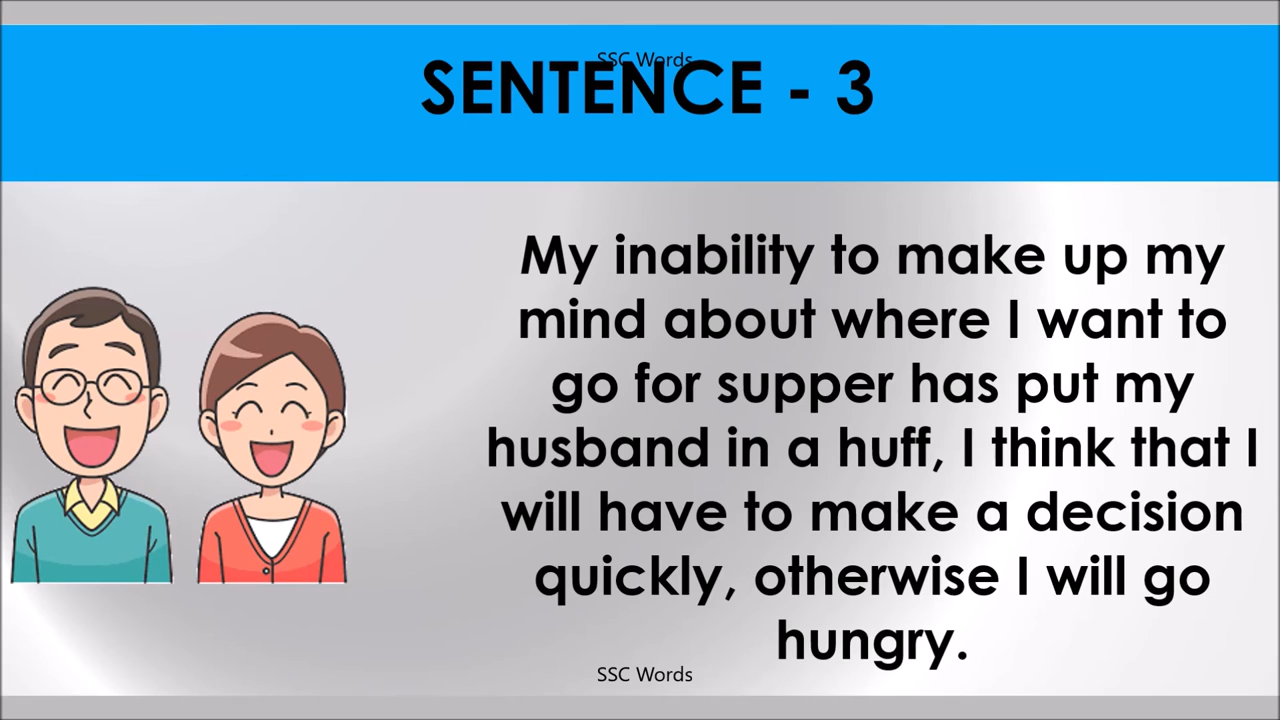 SSC Words
SENTENCE - 3
My inability to make up my
mind about where I want to
go for supper has put my
husband in a huff, I think that I
will have to make a decision
quickly, otherwise I will go
hungry.
SSC Words